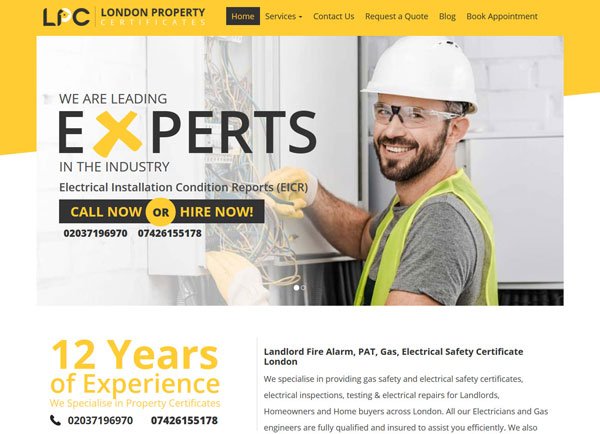 LPC LONDON PROPERTY
CERTIFICATES
Home Services Contact Us Request a Quote Blog Book Appointment
WE ARE LEADING
EXPERTS
IN THE INDUSTRY
Electrical Installation Condition Reports (EICR)
CALL NOW OR HIRE NOW!
02037196970 07426155178
12 Years
of Experience
We Specialise in Property Certificates
02037196970 07426155178
Landlord Fire Alarm, PAT, Gas, Electrical Safety Certificate
London
We specialise in providing gas safety and electrical safety certificates,
electrical inspections, testing & electrical repairs for Landlords,
Homeowners and Home buyers across London. All our Electricians and Gas
engineers are fully qualified and insured to assist you efficiently. We also